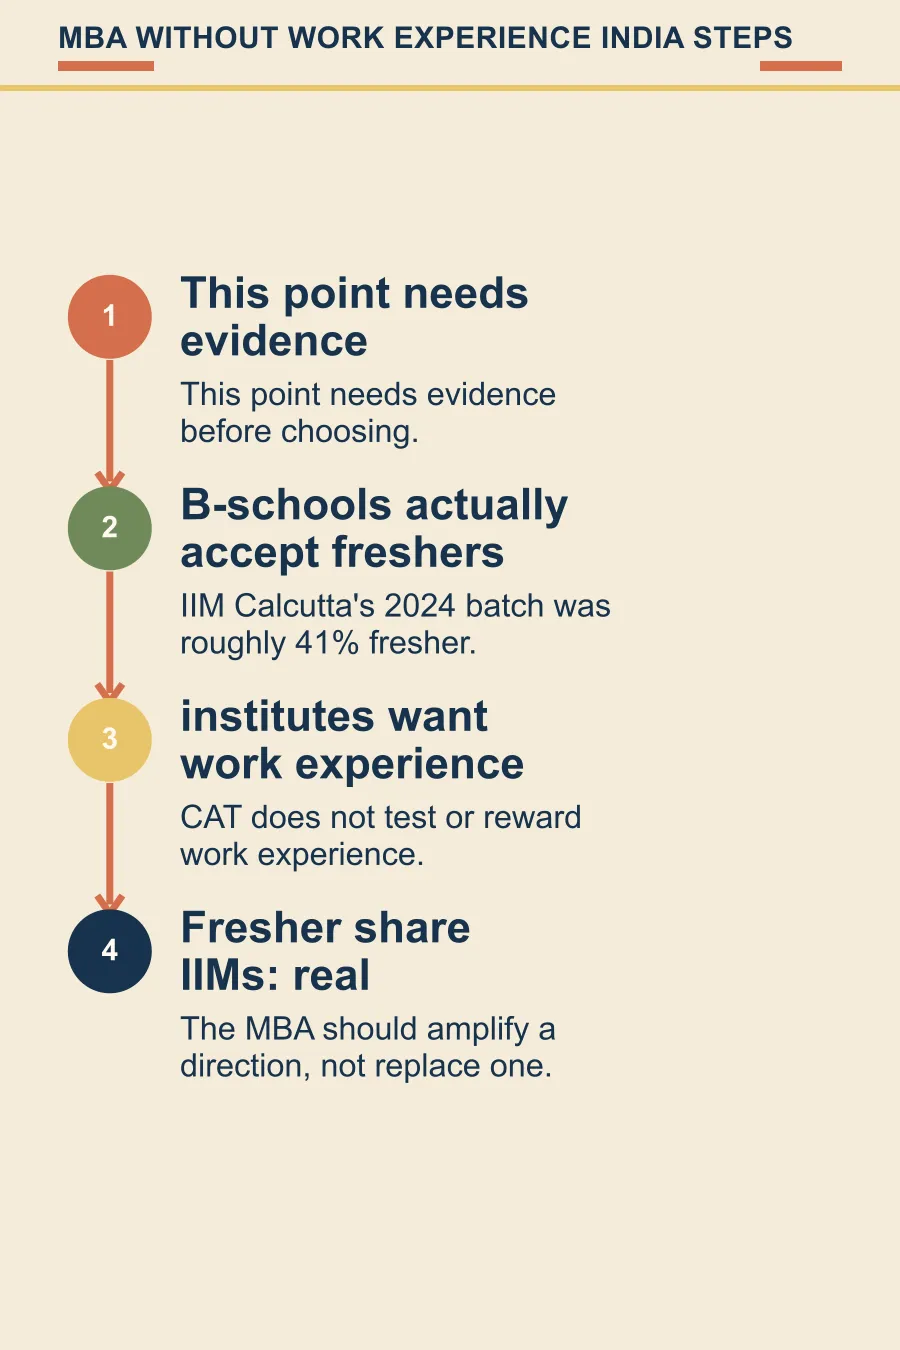 MBA WITHOUT WORK EXPERIENCE INDIA STEPS
1
This point needs
evidence
This point needs evidence
before choosing.
2
B-schools actually
accept freshers
IIM Calcutta's 2024 batch was
roughly 41% fresher.
3
institutes want
work experience
CAT does not test or reward
work experience.
4
Fresher share
IIMs: real
The MBA should amplify a
direction, not replace one.